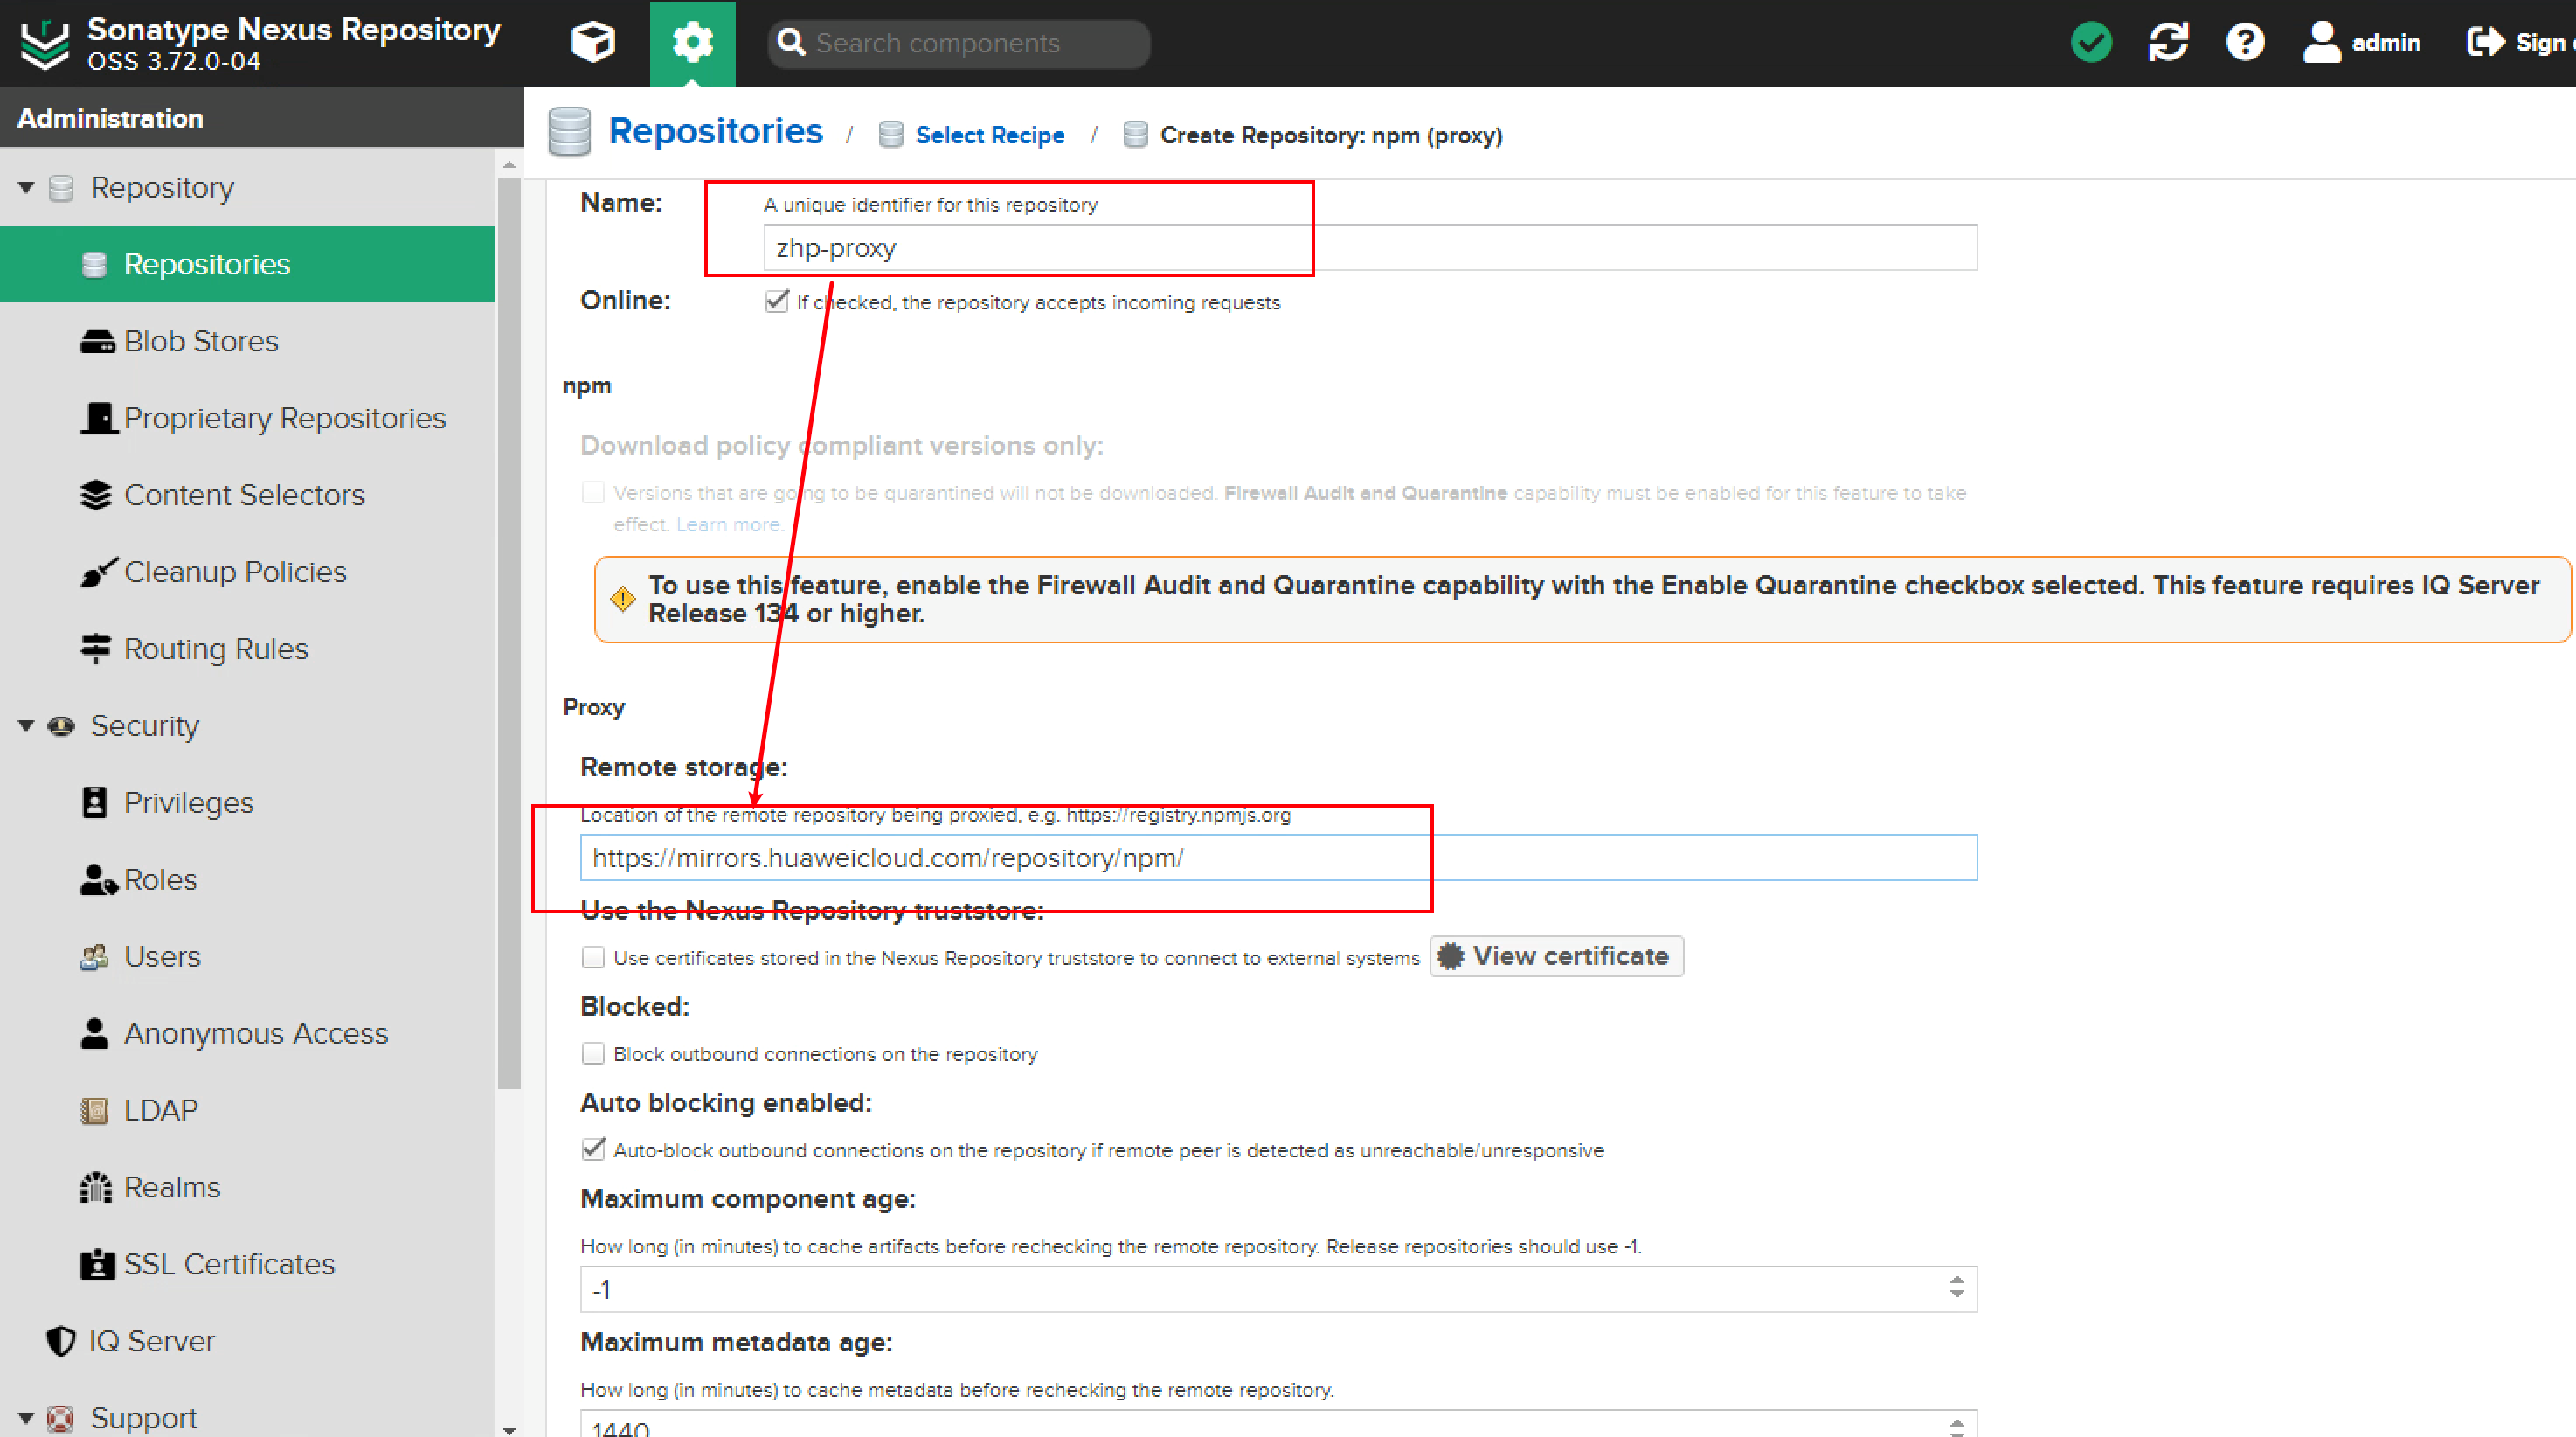 Sonatype Nexus Repository
OSS 3.72.0-04
Search components
admin
Sign
Administration
Repositories / Select Recipe / Create Repository: npm (proxy)
Repository
Repositories
Blob Stores
Proprietary Repositories
Content Selectors
Cleanup Policies
Routing Rules
Security
Privileges
Roles
Users
Anonymous Access
LDAP
Realms
SSL Certificates
IQ Server
Support
Name:
A unique identifier for this repository
zhp-proxy
Online:
If checked, the repository accepts incoming requests
npm
Download policy compliant versions only:
Versions that are going to be quarantined will not be downloaded. Firewall Audit and Quarantine capability must be enabled for this feature to take
effect. Learn more.
To use this feature, enable the Firewall Audit and Quarantine capability with the Enable Quarantine checkbox selected. This feature requires IQ Server
Release 134 or higher.
Proxy
Remote storage:
Location of the remote repository being proxied, e.g. https://registry.npmjs.org
https://mirrors.huaweicloud.com/repository/npm/
Use the Nexus Repository truststore:
Use certificates stored in the Nexus Repository truststore to connect to external systems
View certificate
Blocked:
Block outbound connections on the repository
Auto blocking enabled:
Auto-block outbound connections on the repository if remote peer is detected as unreachable/unresponsive
Maximum component age:
How long (in minutes) to cache artifacts before rechecking the remote repository. Release repositories should use -1.
-1
Maximum metadata age:
How long (in minutes) to cache metadata before rechecking the remote repository.
1440